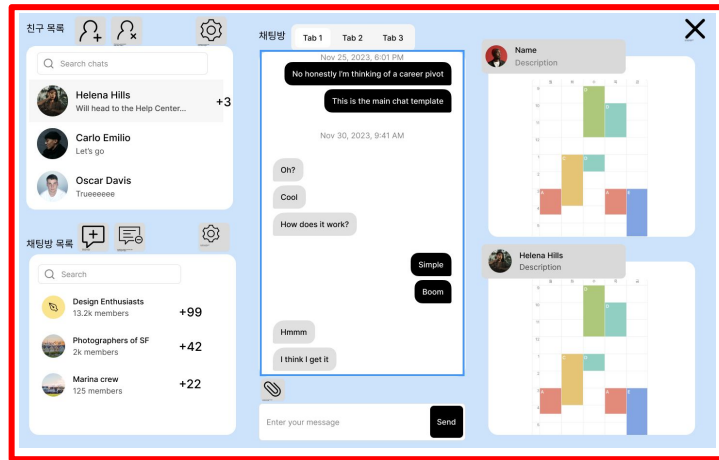 친구 목록
Search chats
Helena Hills
Will head to the Help Center...
+3
Carlo Emilio
Let's go
Oscar Davis
Trueeeeee
채팅방 목록
Search
Design Enthusiasts
13.2k members
+99
Photographers of SF
2k members
+42
Marina crew
125 members
+22
채팅방
Tab 1
Tab 2
Tab 3
Nov 25, 2023, 6:01 PM
No honestly I'm thinking of a career pivot
This is the main chat template
Nov 30, 2023, 9:41 AM
Oh?
Cool
How does it work?
Simple
Boom
Hmmm
I think I get it
Enter your message
Send
Name
Description
Helena Hills
Description